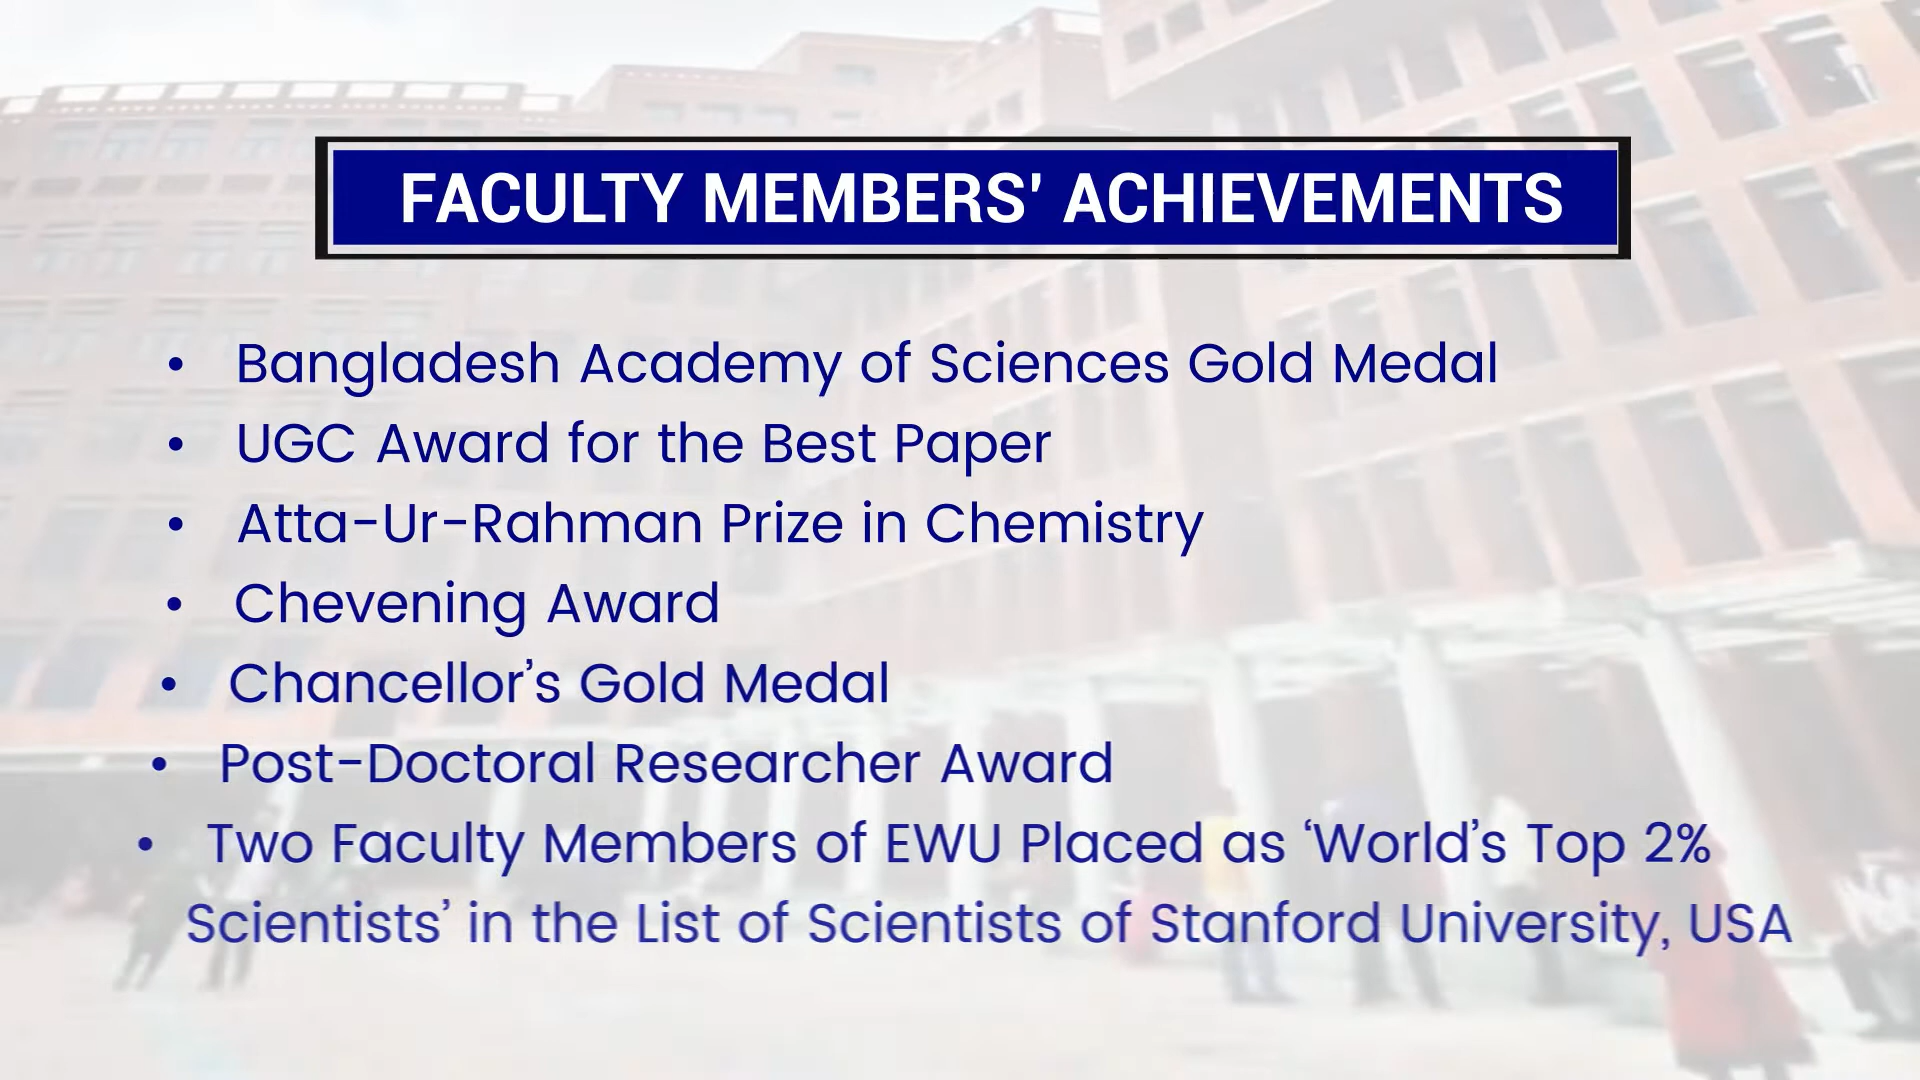 FACULTY MEMBERS' ACHIEVEMENTS
• Bangladesh Academy of Sciences Gold Medal
• UGC Award for the Best Paper
• Atta-Ur-Rahman Prize in Chemistry
• Chevening Award
• Chancellor’s Gold Medal
• Post-Doctoral Researcher Award
• Two Faculty Members of EWU Placed as ‘World’s Top 2%
Scientists’ in the List of Scientists of Stanford University, USA